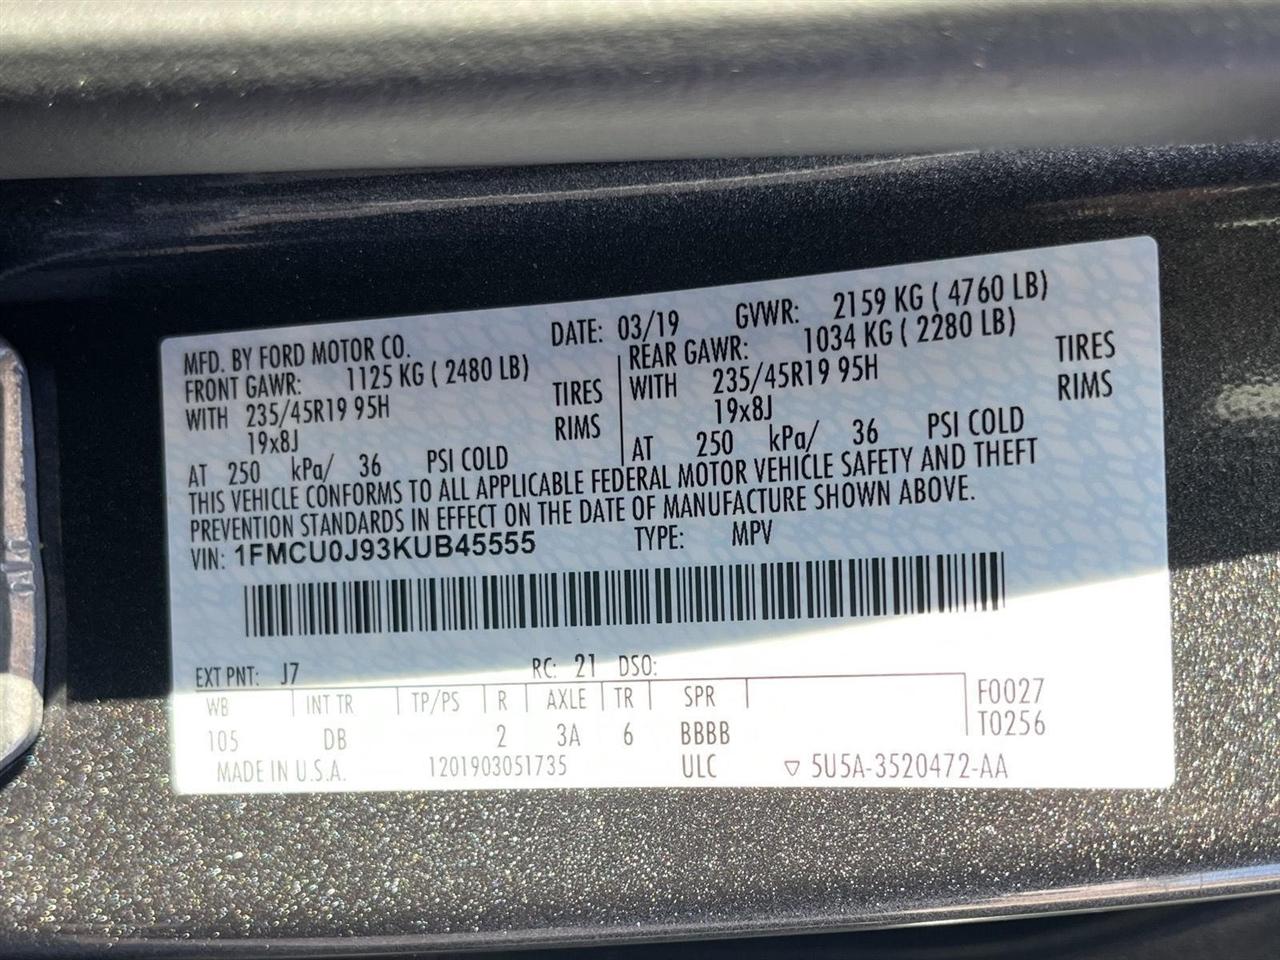 MFD. BY FORD MOTOR CO. DATE: 03/19 GVWR: 2159 KG ( 4760 LB)
FRONT GAWR: 1125 KG ( 2480 LB) REAR GAWR: 1034 KG ( 2280 LB)
WITH 235/45R19 95H TIRES WITH 235/45R19 95H TIRES
19x8J RIMS 19x8J RIMS
AT 250 kPa/ 36 PSI COLD AT 250 kPa/ 36 PSI COLD
THIS VEHICLE CONFORMS TO ALL APPLICABLE FEDERAL MOTOR VEHICLE SAFETY AND THEFT
PREVENTION STANDARDS IN EFFECT ON THE DATE OF MANUFACTURE SHOWN ABOVE.
VIN: 1FMCU0J93KUB45555 TYPE: MPV
EXT PNT: J7 RC: 21 DSO:
WB INT TR TP/PS R AXLE TR SPR F0027
105 DB 2 3A 6 BBBB T0256
MADE IN U.S.A. 1201903051735 ULC ▽ 5U5A-3520472-AA